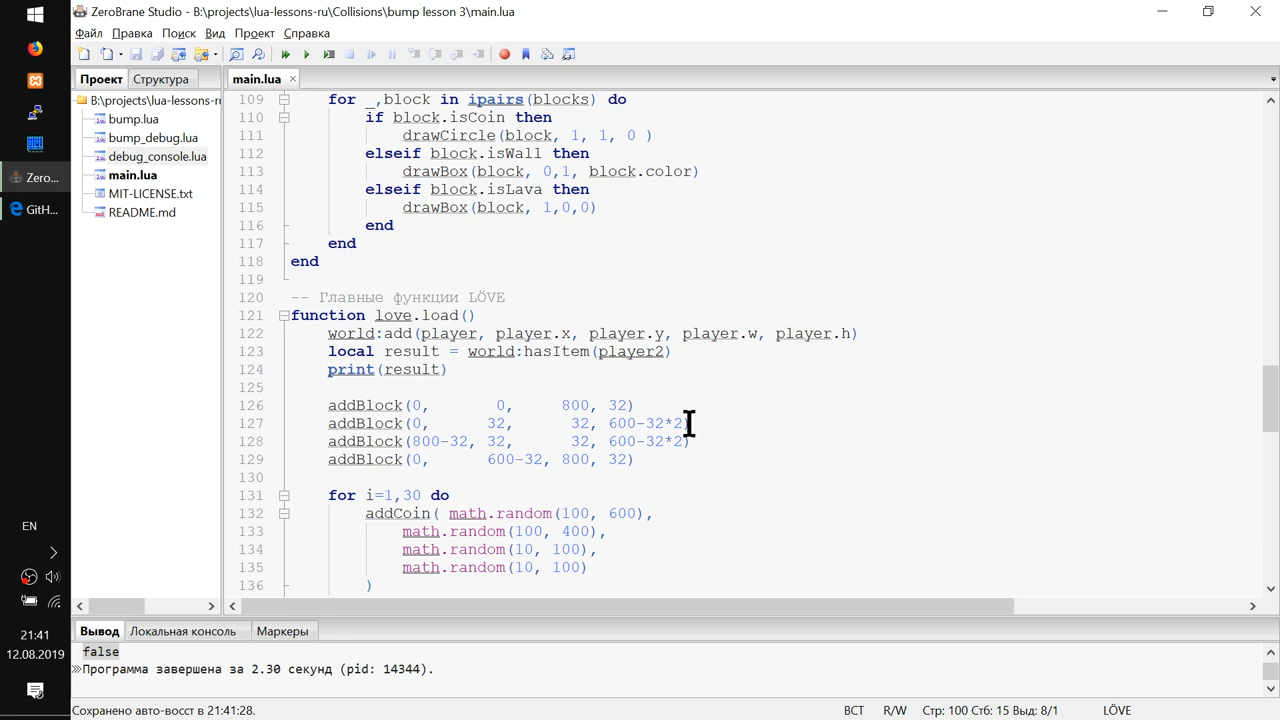 ZeroBrane Studio - B:\projects\lua-lessons-ru\Collisions\bump lesson 3\main.lua
Файл Правка Поиск Вид Проект Справка
Проект Структура
main.lua
B:\projects\lua-lessons-ru
bump.lua
bump_debug.lua
debug_console.lua
main.lua
MIT-LICENSE.txt
README.md
109 for _,block in ipairs(blocks) do
110 if block.isCoin then
111 drawCircle(block, 1, 1, 0 )
112 elseif block.isWall then
113 drawBox(block, 0,1, block.color)
114 elseif block.isLava then
115 drawBox(block, 1,0,0)
116 end
117 end
118 end
119
120 -- Главные функции LÖVE
121 function love.load()
122 world:add(player, player.x, player.y, player.w, player.h)
123 local result = world:hasItem(player2)
124 print(result)
125
126 addBlock(0, 0, 800, 32)
127 addBlock(0, 32, 32, 600-32*2)
128 addBlock(800-32, 32, 32, 600-32*2)
129 addBlock(0, 600-32, 800, 32)
130
131 for i=1,30 do
132 addCoin( math.random(100, 600),
133 math.random(100, 400),
134 math.random(10, 100),
135 math.random(10, 100)
136 )
Zero...
GitH...
EN
21:41
12.08.2019
Вывод Локальная консоль Маркеры
false
Программа завершена за 2.30 секунд (pid: 14344).
Сохранено авто-восст в 21:41:28.
ВСТ R/W Стр: 100 Стб: 15 Выд: 8/1 LÖVE